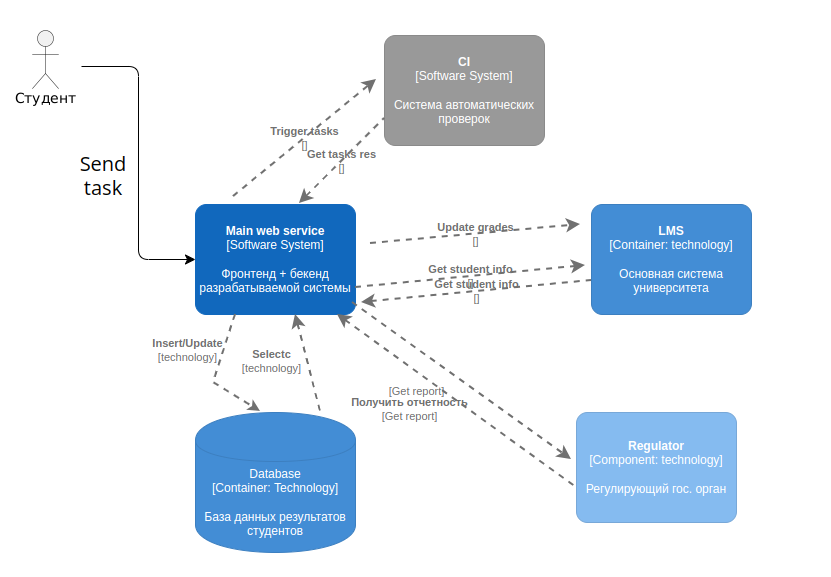 Студент
CI
[Software System]
Система автоматических
проверок
Trigger tasks
[]
Get tasks res
[]
Send
task
Main web service
[Software System]
Фронтенд + бекенд
разрабатываемой системы
Update grades
[]
Get student info
[]
Get student info
[]
LMS
[Container: technology]
Основная система
университета
Insert/Update
[technology]
Selectс
[technology]
[Get report]
Получить отчетность
[Get report]
Database
[Container: Technology]
База данных результатов
студентов
Regulator
[Component: technology]
Регулирующий гос. орган